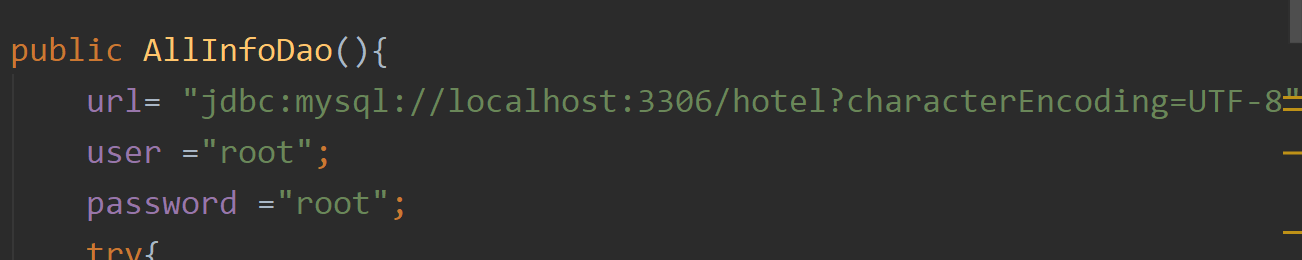 public AllInfoDao(){
url= "jdbc:mysql://localhost:3306/hotel?characterEncoding=UTF-8"
user ="root";
password ="root";
try{